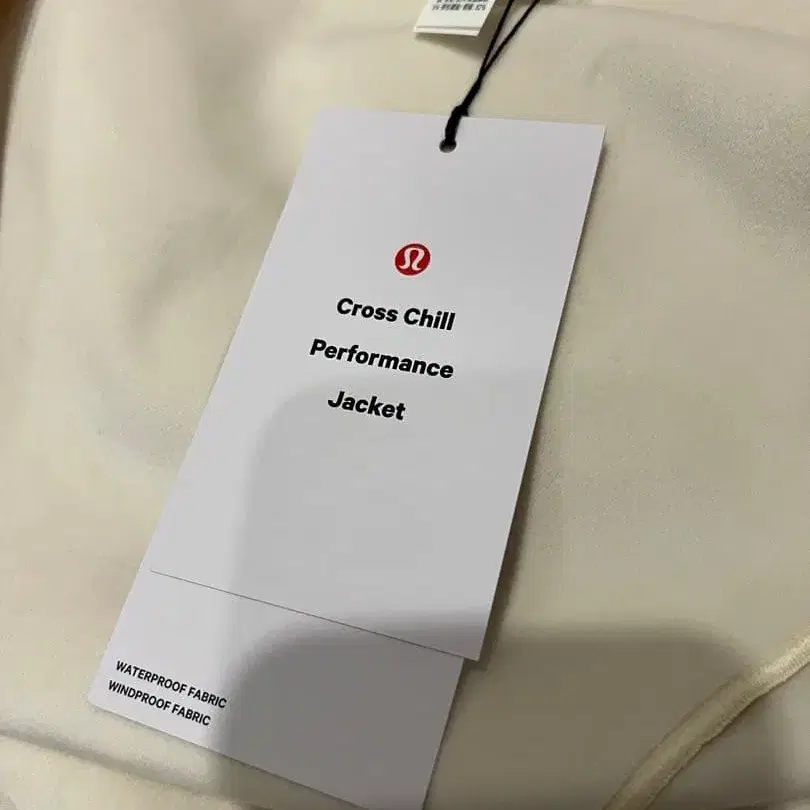 Cross Chill
Performance
Jacket
WATERPROOF FABRIC
WINDPROOF FABRIC